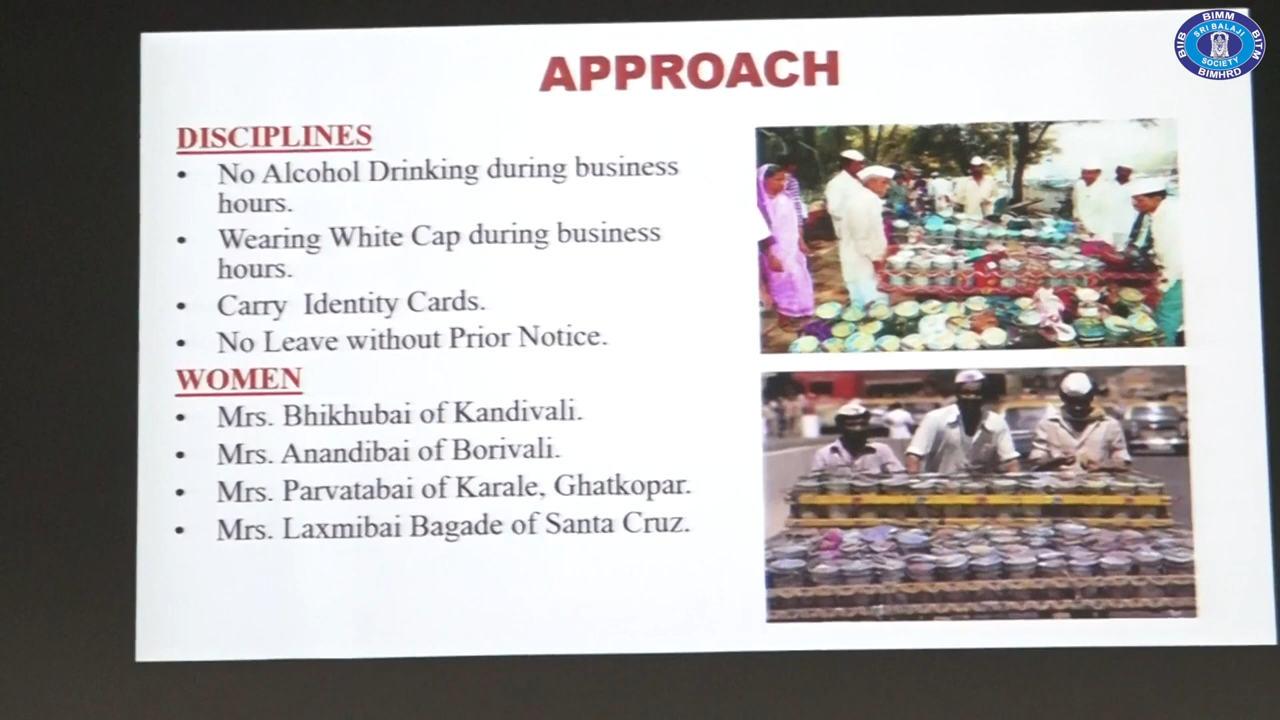 APPROACH
DISCIPLINES
• No Alcohol Drinking during business
hours.
• Wearing White Cap during business
hours.
• Carry Identity Cards.
• No Leave without Prior Notice.
WOMEN
• Mrs. Bhikhubai of Kandivali.
• Mrs. Anandibai of Borivali.
• Mrs. Parvatabai of Karale, Ghatkopar.
• Mrs. Laxmibai Bagade of Santa Cruz.
BIIB BIMM BITM
SRI BALAJI
SOCIETY
BIMHRD